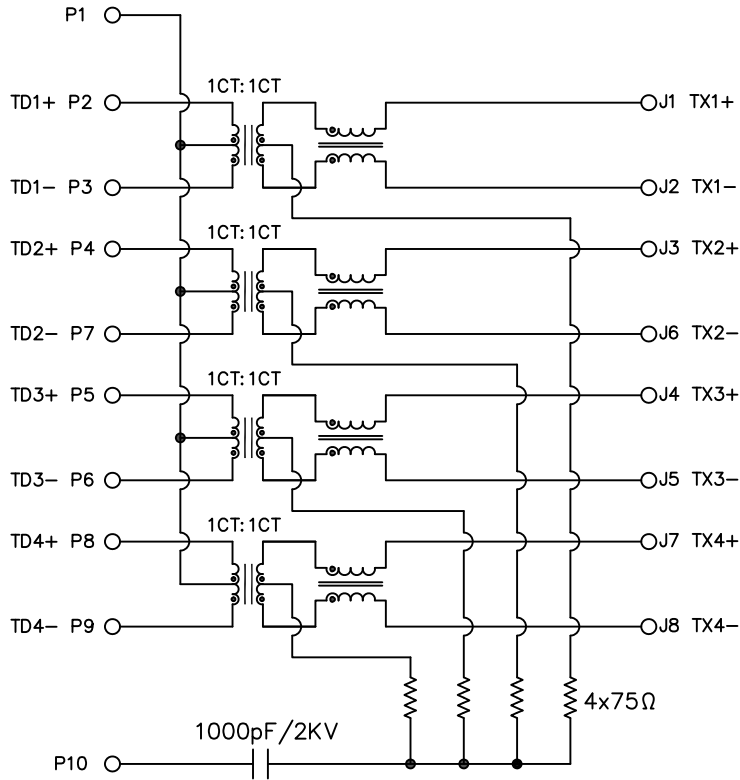 P1
1CT:1CT
TD1+ P2 J1 TX1+
TD1- P3 J2 TX1-
1CT:1CT
TD2+ P4 J3 TX2+
TD2- P7 J6 TX2-
1CT:1CT
TD3+ P5 J4 TX3+
TD3- P6 J5 TX3-
1CT:1CT
TD4+ P8 J7 TX4+
TD4- P9 J8 TX4-
4x75Ω
1000pF/2KV
P10